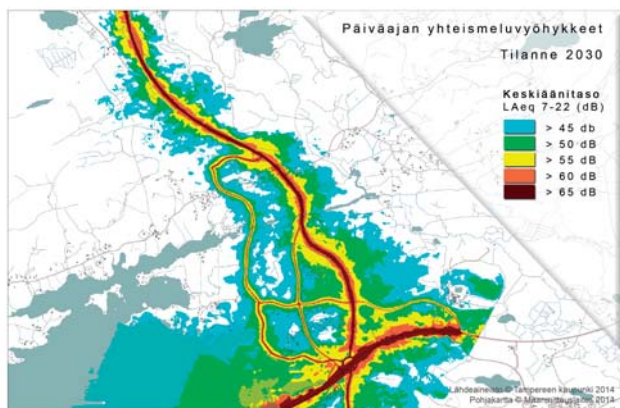 Päiväajan yhteismeluvyöhykkeet
Tilanne 2030
Keskiäänitaso
LAeq 7-22 (dB)
> 45 db
> 50 dB
> 55 dB
> 60 dB
> 65 dB
Lähdeaineisto © Tampereen kaupunki 2014
Pohjakartta © Maanmittauslaitos 2014